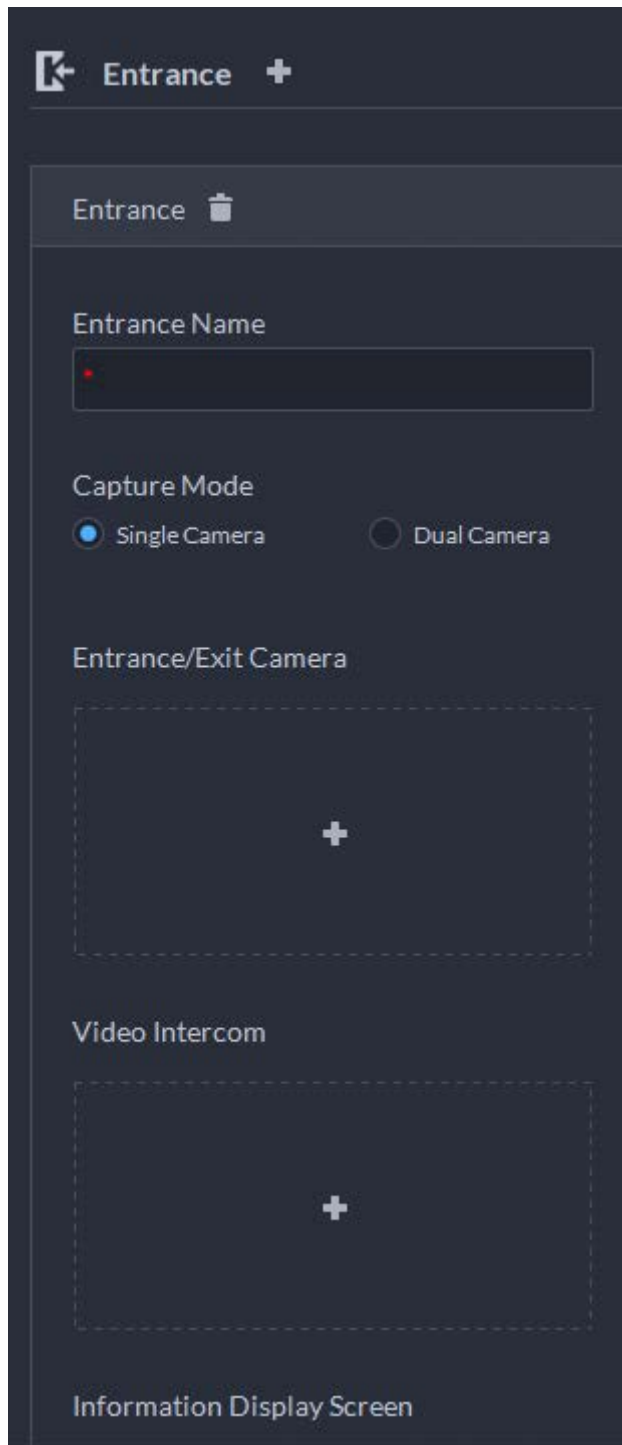 Entrance
Entrance
Entrance Name
*
Capture Mode
Single Camera Dual Camera
Entrance/Exit Camera
Video Intercom
Information Display Screen